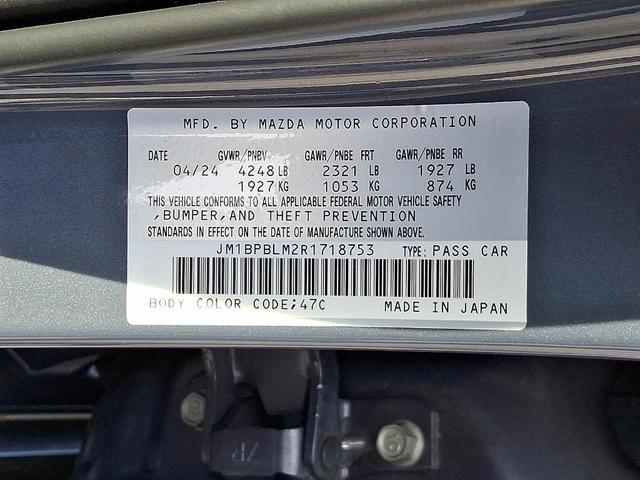 MFD. BY MAZDA MOTOR CORPORATION
DATE GVWR/PNBV GAWR/PNBE FRT GAWR/PNBE RR
04/24 4248 LB 2321 LB 1927 LB
1927 KG 1053 KG 874 KG
THIS VEHICLE CONFORMS TO ALL APPLICABLE FEDERAL MOTOR VEHICLE SAFETY
,BUMPER,AND THEFT PREVENTION
STANDARDS IN EFFECT ON THE DATE OF MANUFACTURE SHOWN ABOVE.
JM1BPBLM2R1718753 TYPE: PASS CAR
BODY COLOR CODE;47C MADE IN JAPAN
ZR